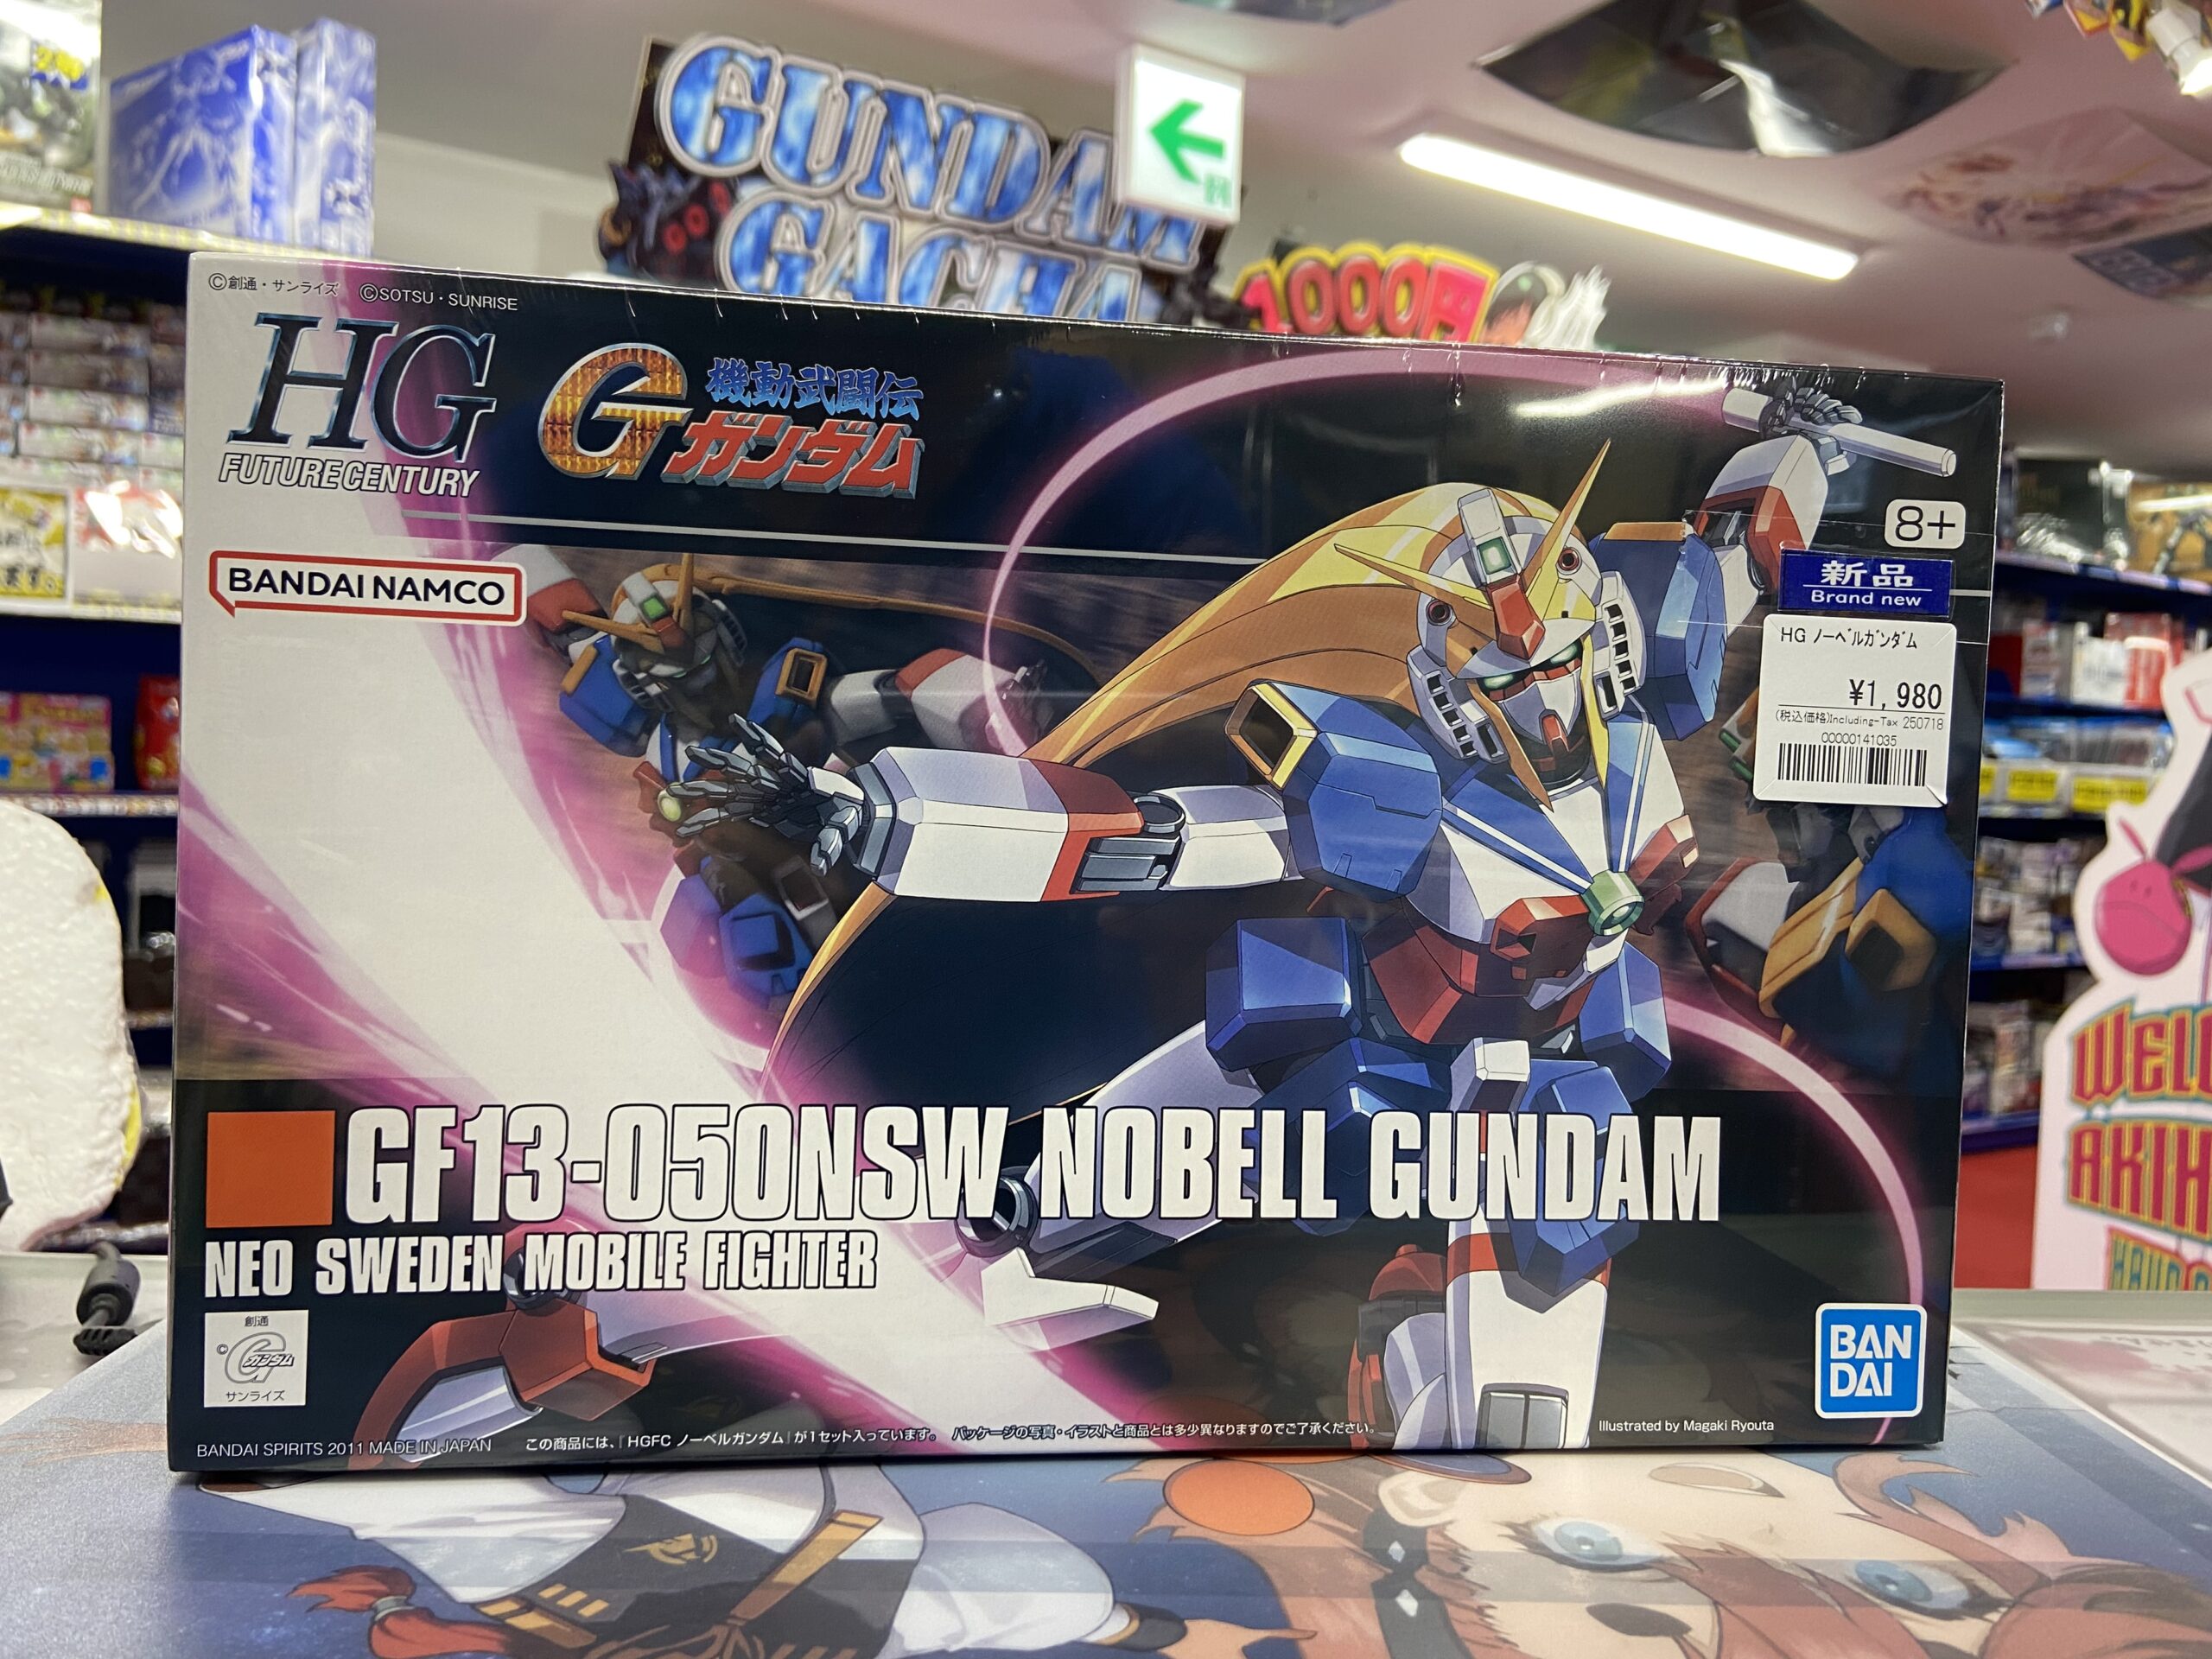 GUNDAM
GACHA
1000円
©創通・サンライズ ©SOTSU・SUNRISE
HG
FUTURE CENTURY
機動武闘伝
Gガンダム
BANDAI NAMCO
8+
新品
Brand new
HG ノーベルガンダム
¥1,980
(税込価格)Including-Tax 250718
00000141035
GF13-050NSW NOBELL GUNDAM
NEO SWEDEN MOBILE FIGHTER
創通
© Gガンダム
サンライズ
BAN
DAI
Illustrated by Magaki Ryouta
BANDAI SPIRITS 2011 MADE IN JAPAN この商品には、「HGFC ノーベルガンダム」が1セット入っています。 パッケージの写真・イラストと商品とは多少異なりますのでご了承ください。